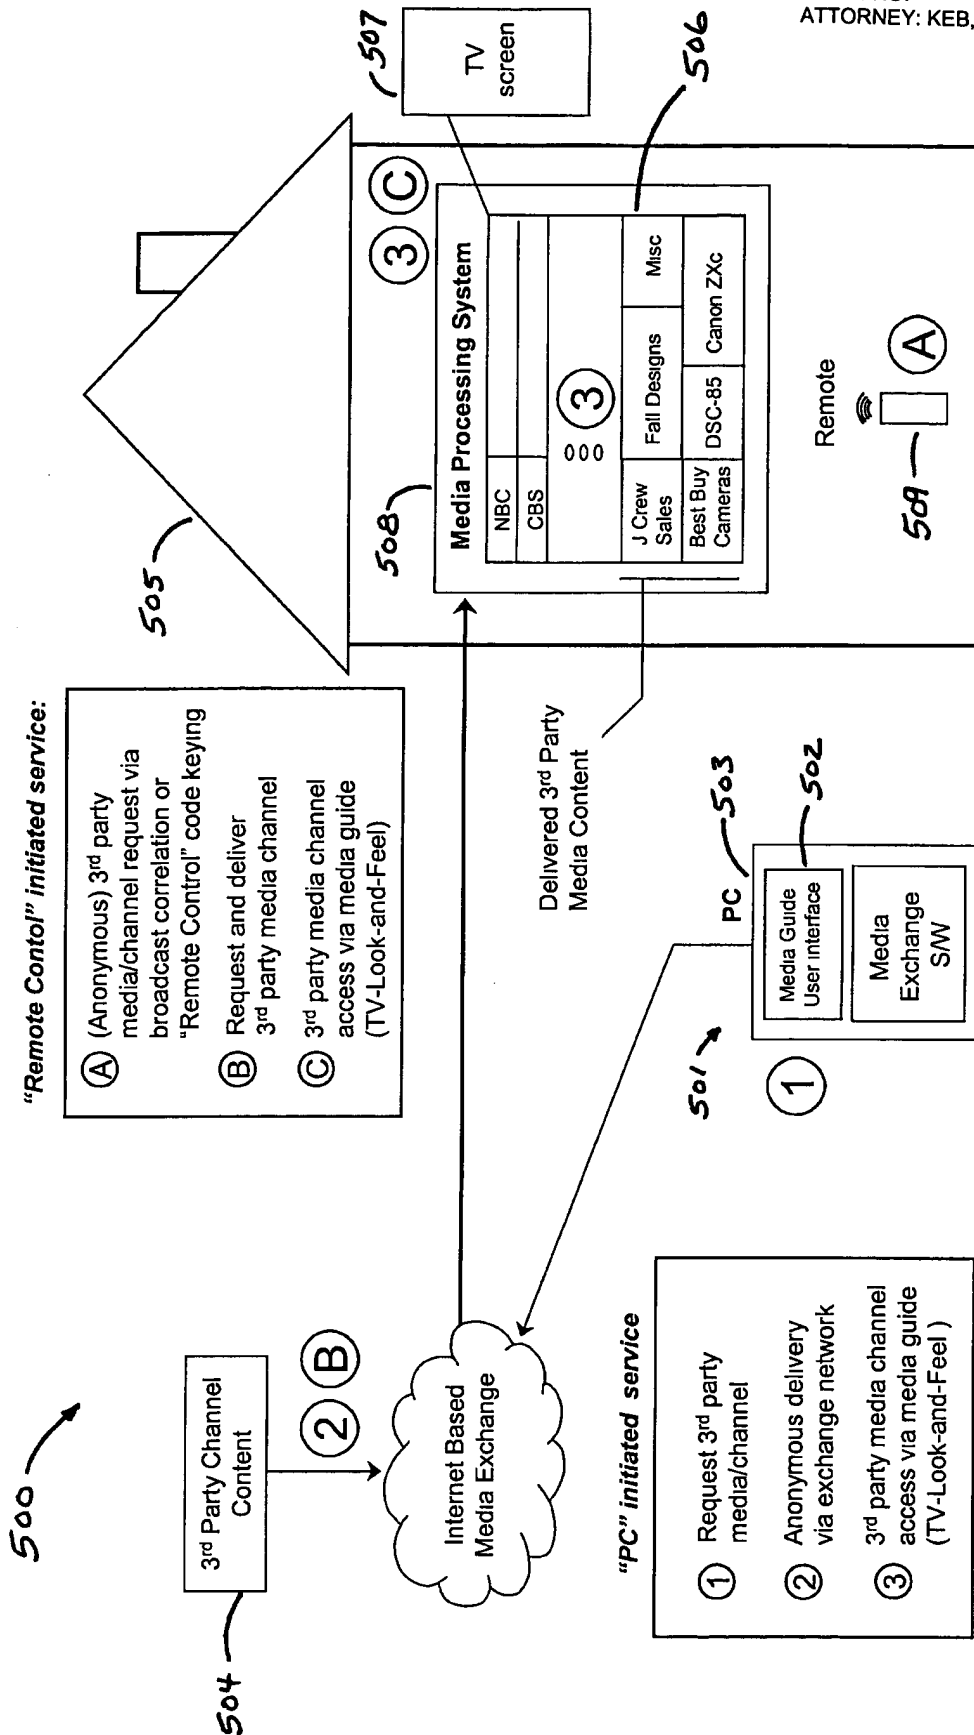 ATTORNEY: KEB,
500
504
3rd Party Channel
Content
2
B
Internet Based
Media Exchange
"PC" initiated service
1 Request 3rd party
media/channel
2 Anonymous delivery
via exchange network
3 3rd party media channel
access via media guide
(TV-Look-and-Feel )
"Remote Contol" initiated service:
A (Anonymous) 3rd party
media/channel request via
broadcast correlation or
"Remote Control" code keying
B Request and deliver
3rd party media channel
C 3rd party media channel
access via media guide
(TV-Look-and-Feel)
Delivered 3rd Party
Media Content
501
1
PC
503
502
Media Guide
User interface
Media
Exchange
S/W
505
3
C
508
Media Processing System
NBC
CBS
000
3
J Crew
Sales
Fall Designs
Misc
Best Buy
Cameras
DSC-85
Canon ZXc
507
TV
screen
506
Remote
509
A